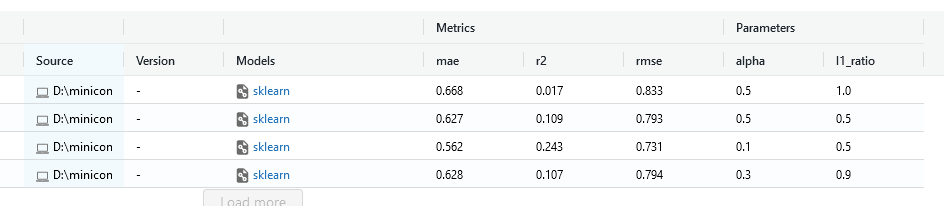 Metrics Parameters
Source Version Models mae r2 rmse alpha l1_ratio
D:\minicon - sklearn 0.668 0.017 0.833 0.5 1.0
D:\minicon - sklearn 0.627 0.109 0.793 0.5 0.5
D:\minicon - sklearn 0.562 0.243 0.731 0.1 0.5
D:\minicon - sklearn 0.628 0.107 0.794 0.3 0.9
Load more